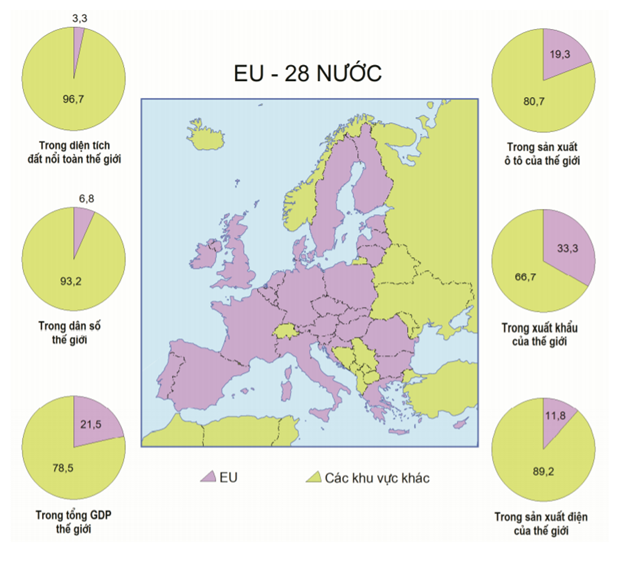 EU - 28 NƯỚC
3,3
96,7
Trong diện tích
đất nổi toàn thế giới
6,8
93,2
Trong dân số
thế giới
21,5
78,5
Trong tổng GDP
thế giới
19,3
80,7
Trong sản xuất
ô tô của thế giới
33,3
66,7
Trong xuất khẩu
của thế giới
11,8
89,2
Trong sản xuất điện
của thế giới
EU
Các khu vực khác